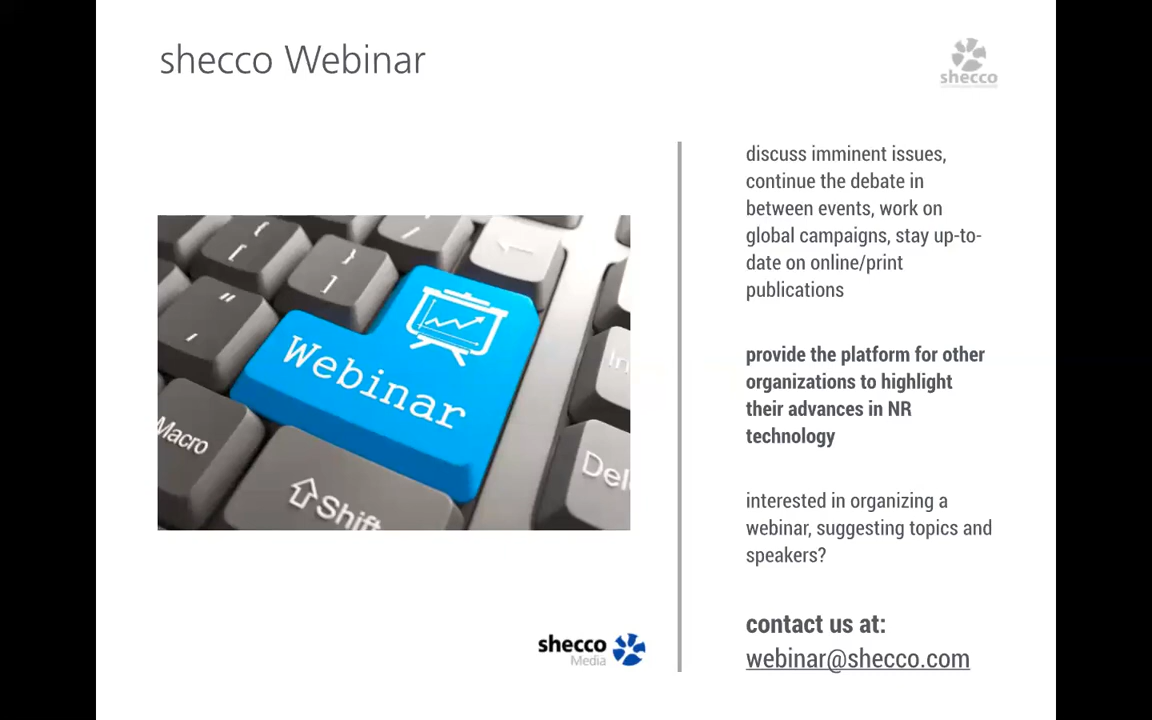 shecco Webinar
shecco
discuss imminent issues,
continue the debate in
between events, work on
global campaigns, stay up-to-
date on online/print
publications
provide the platform for other
organizations to highlight
their advances in NR
technology
interested in organizing a
webinar, suggesting topics and
speakers?
contact us at:
webinar@shecco.com
{
[
}
]
/
"
,
Webinar
In
Macro
Shift
Del
shecco
Media